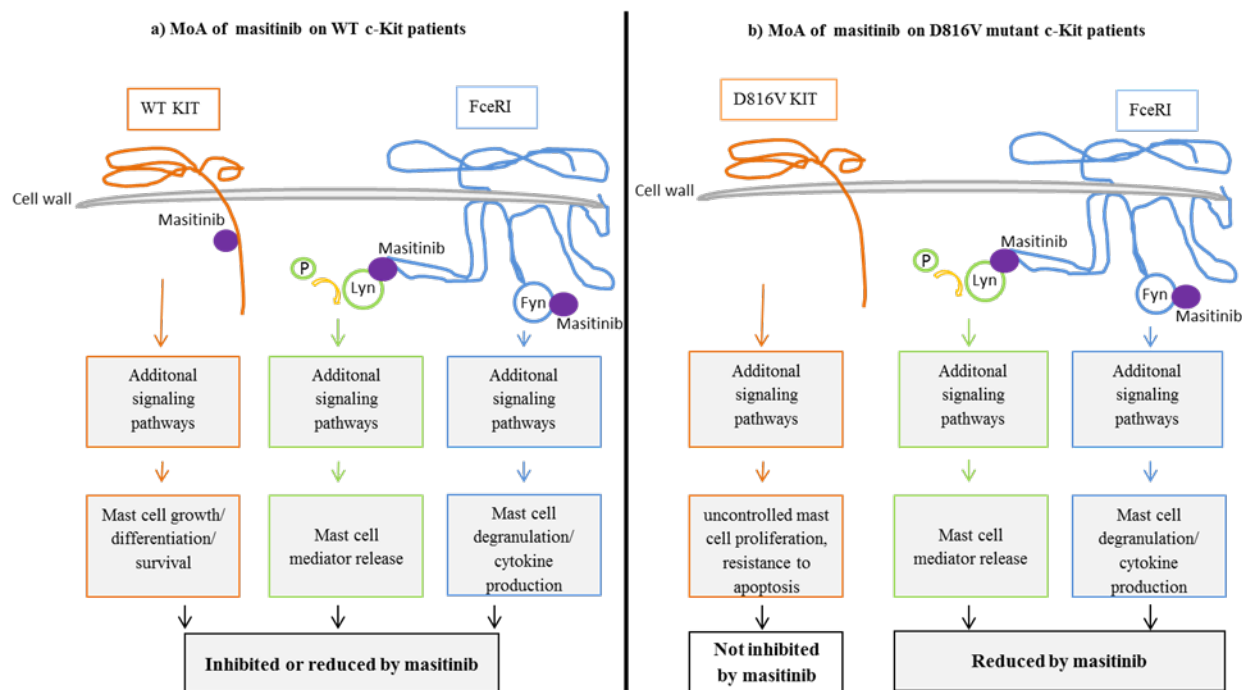 a) MoA of masitinib on WT c-Kit patients
WT KIT
FceRI
Cell wall
Masitinib
Masitinib
P
Lyn
Fyn
Masitinib
Additonal
signaling
pathways
Additonal
signaling
pathways
Additonal
signaling
pathways
Mast cell growth/
differentiation/
survival
Mast cell
mediator release
Mast cell
degranulation/
cytokine
production
Inhibited or reduced by masitinib
b) MoA of masitinib on D816V mutant c-Kit patients
D816V KIT
FceRI
Cell wall
Masitinib
P
Lyn
Fyn
Masitinib
Additonal
signaling
pathways
Additonal
signaling
pathways
Additonal
signaling
pathways
uncontrolled mast
cell proliferation,
resistance to
apoptosis
Mast cell
mediator release
Mast cell
degranulation/
cytokine
production
Not inhibited
by masitinib
Reduced by masitinib